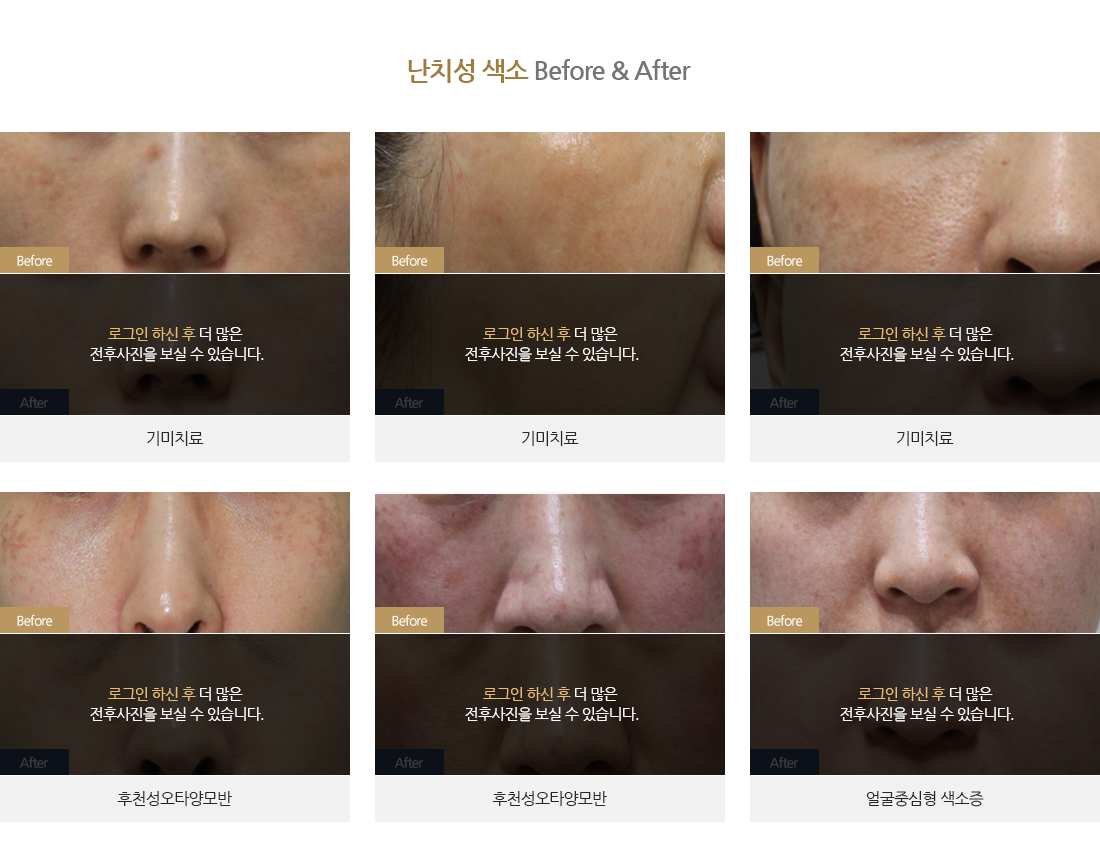 난치성 색소 Before & After
Before
Before
Before
로그인 하신 후 더 많은
전후사진을 보실 수 있습니다.
로그인 하신 후 더 많은
전후사진을 보실 수 있습니다.
로그인 하신 후 더 많은
전후사진을 보실 수 있습니다.
After
After
After
기미치료
기미치료
기미치료
Before
Before
Before
로그인 하신 후 더 많은
전후사진을 보실 수 있습니다.
로그인 하신 후 더 많은
전후사진을 보실 수 있습니다.
로그인 하신 후 더 많은
전후사진을 보실 수 있습니다.
After
After
After
후천성오타양모반
후천성오타양모반
얼굴중심형 색소증